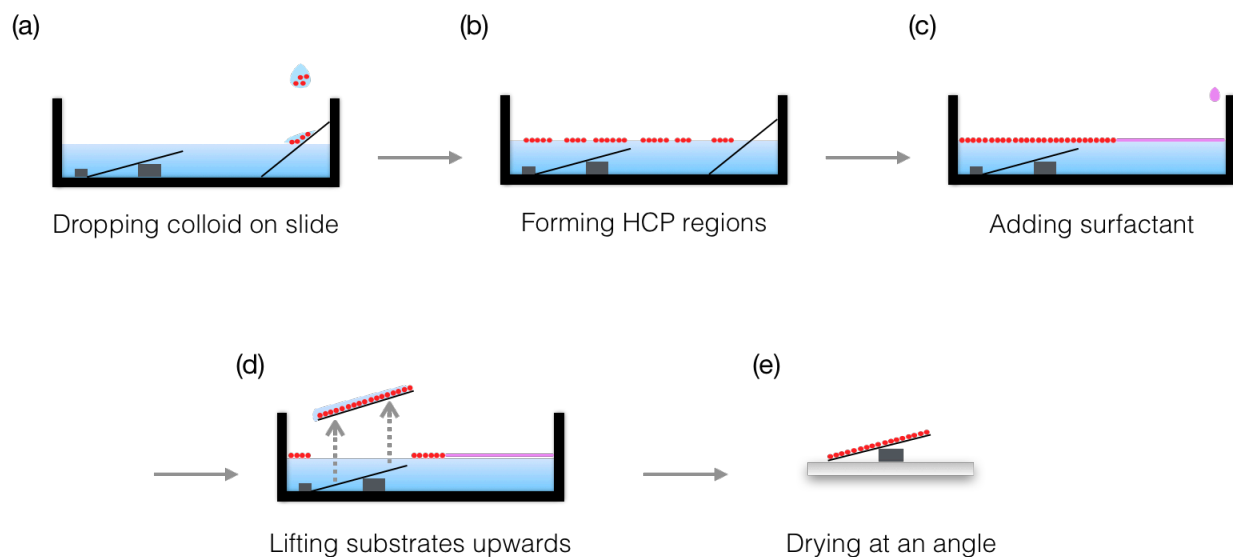 (a)
(b)
(c)
Dropping colloid on slide
Forming HCP regions
Adding surfactant
(d)
(e)
Lifting substrates upwards
Drying at an angle